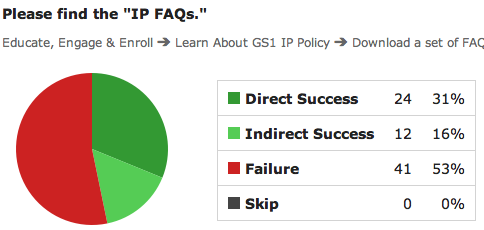 Please find the "IP FAQs."
Educate, Engage & Enroll ➔ Learn About GS1 IP Policy ➔ Download a set of FAQ
Direct Success 24 31%
Indirect Success 12 16%
Failure 41 53%
Skip 0 0%